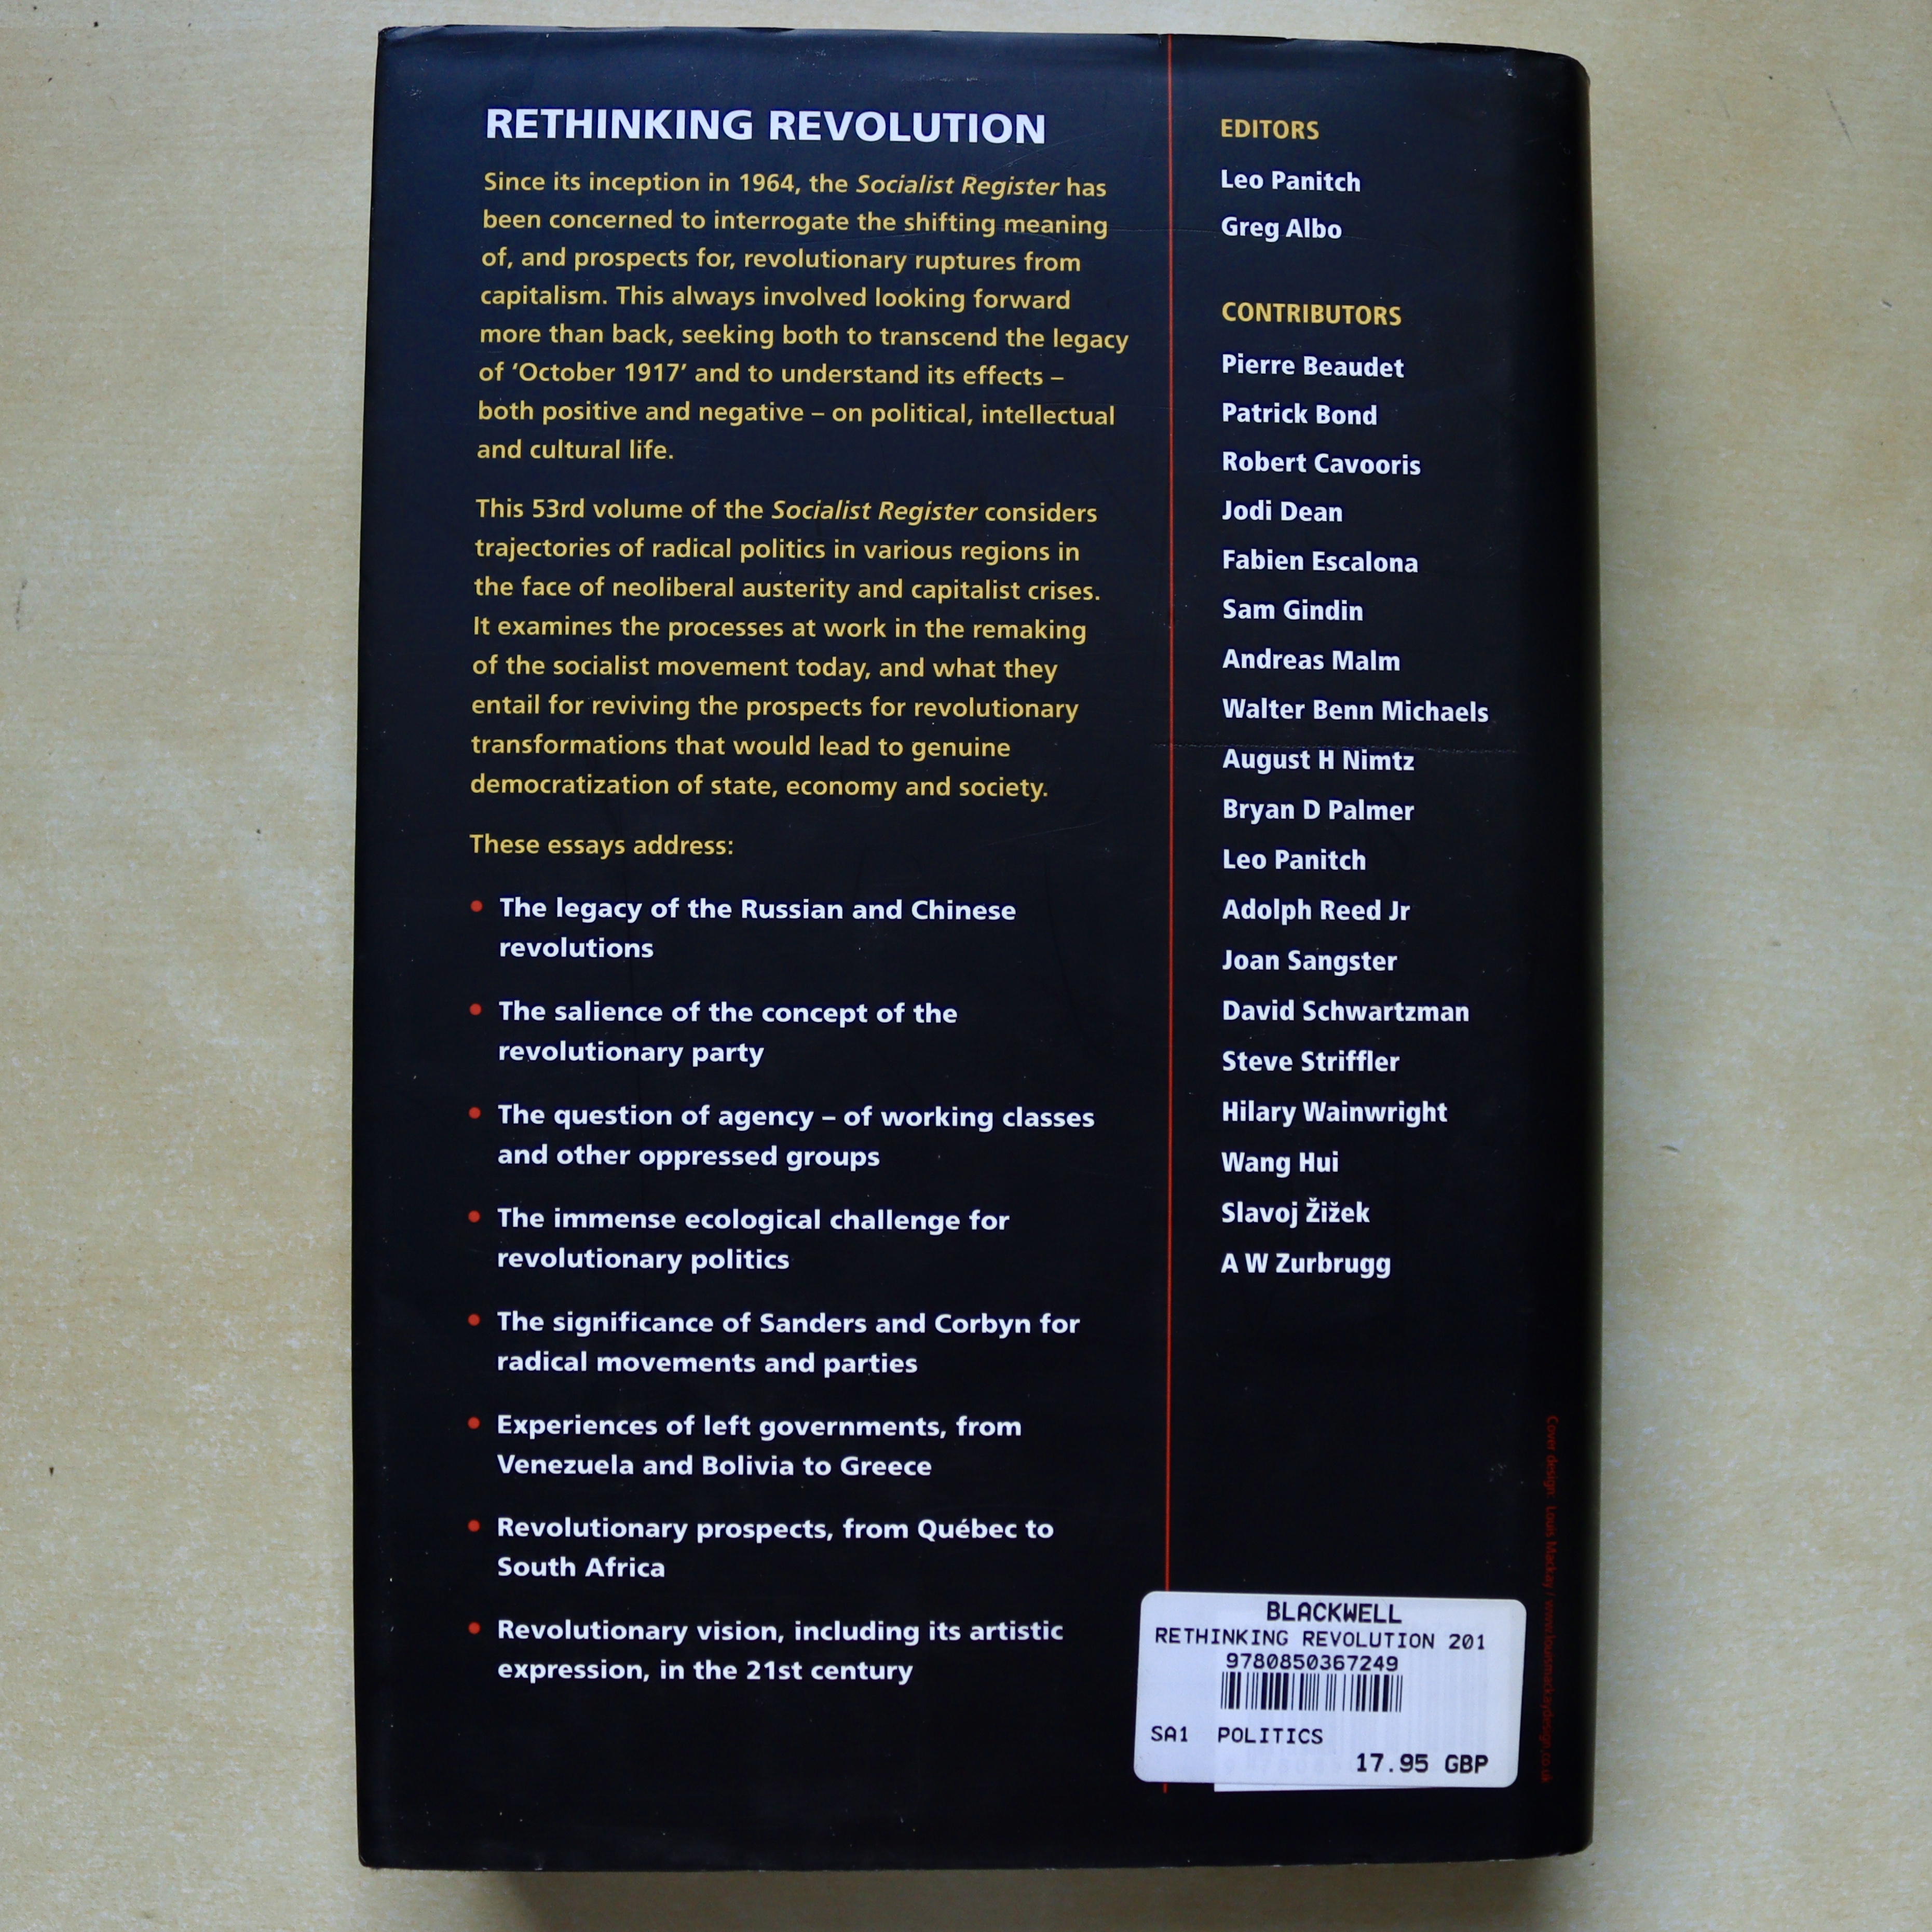 RETHINKING REVOLUTION
Since its inception in 1964, the Socialist Register has
been concerned to interrogate the shifting meaning
of, and prospects for, revolutionary ruptures from
capitalism. This always involved looking forward
more than back, seeking both to transcend the legacy
of ‘October 1917’ and to understand its effects –
both positive and negative – on political, intellectual
and cultural life.
This 53rd volume of the Socialist Register considers
trajectories of radical politics in various regions in
the face of neoliberal austerity and capitalist crises.
It examines the processes at work in the remaking
of the socialist movement today, and what they
entail for reviving the prospects for revolutionary
transformations that would lead to genuine
democratization of state, economy and society.
These essays address:
• The legacy of the Russian and Chinese
revolutions
• The salience of the concept of the
revolutionary party
• The question of agency – of working classes
and other oppressed groups
• The immense ecological challenge for
revolutionary politics
• The significance of Sanders and Corbyn for
radical movements and parties
• Experiences of left governments, from
Venezuela and Bolivia to Greece
• Revolutionary prospects, from Québec to
South Africa
• Revolutionary vision, including its artistic
expression, in the 21st century
EDITORS
Leo Panitch
Greg Albo
CONTRIBUTORS
Pierre Beaudet
Patrick Bond
Robert Cavooris
Jodi Dean
Fabien Escalona
Sam Gindin
Andreas Malm
Walter Benn Michaels
August H Nimtz
Bryan D Palmer
Leo Panitch
Adolph Reed Jr
Joan Sangster
David Schwartzman
Steve Striffler
Hilary Wainwright
Wang Hui
Slavoj Žižek
A W Zurbrugg
BLACKWELL
RETHINKING REVOLUTION 201
9780850367249
SA1 POLITICS
17.95 GBP
Cover design: Louis Mackay / www.louismackaydesign.co.uk